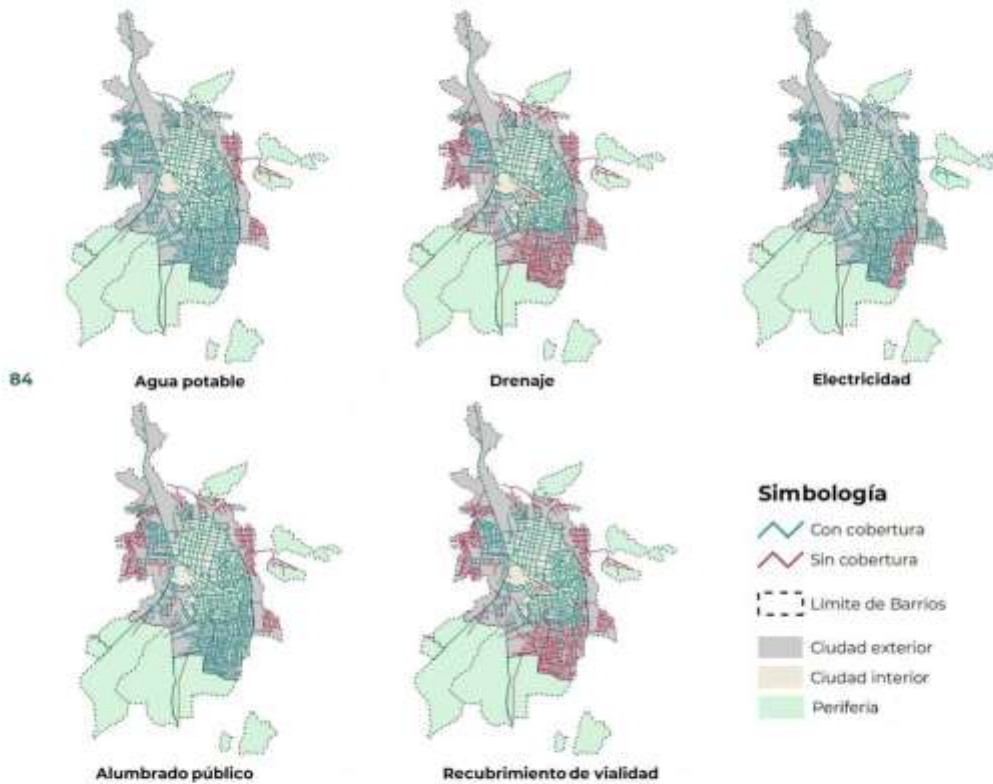 84
Agua potable
Drenaje
Electricidad
Alumbrado público
Recubrimiento de vialidad
Simbología
Con cobertura
Sin cobertura
Límite de Barrios
Ciudad exterior
Ciudad interior
Periferia